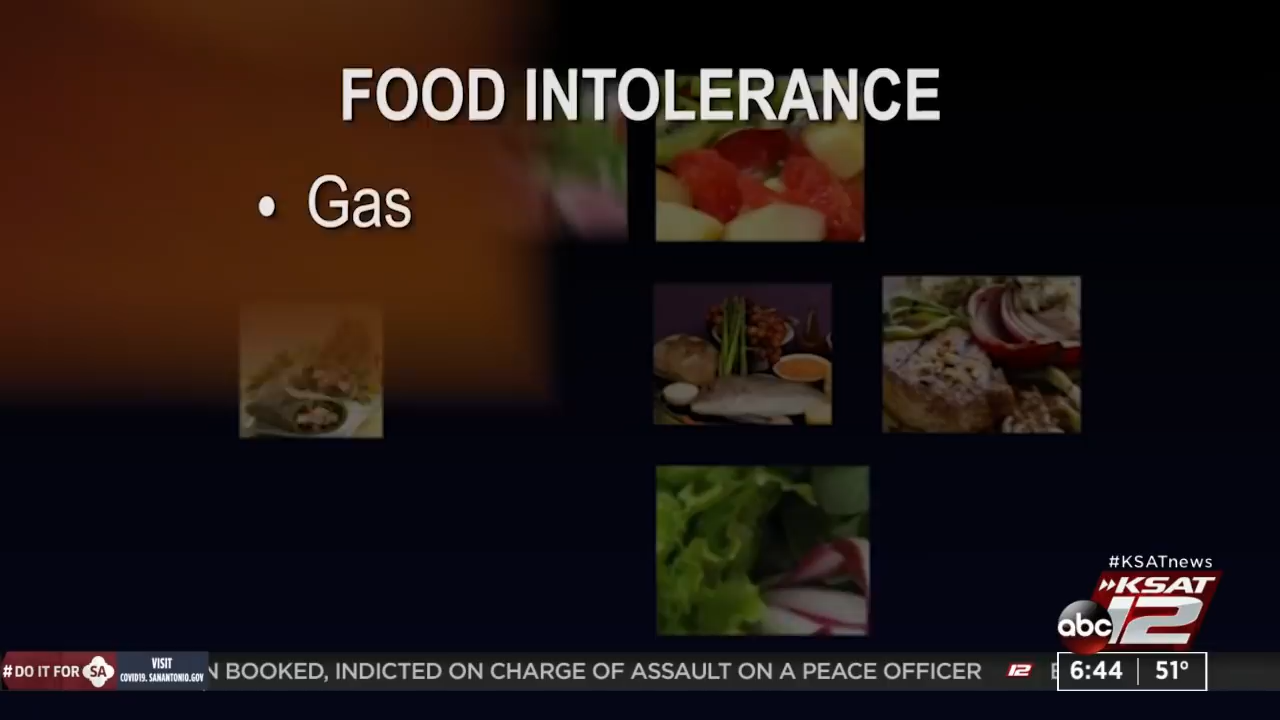 FOOD INTOLERANCE
• Gas
#KSATnews
KSAT
abc 12
#DO IT FOR SA
VISIT
COVID19.SANANTONIO.GOV
N BOOKED, INDICTED ON CHARGE OF ASSAULT ON A PEACE OFFICER 12
6:44 51°